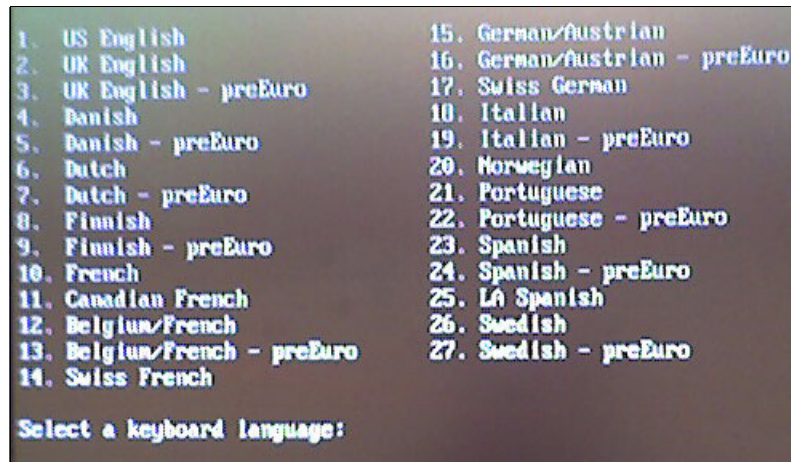 1. US English
2. UK English
3. UK English - preEuro
4. Danish
5. Danish - preEuro
6. Dutch
7. Dutch - preEuro
8. Finnish
9. Finnish - preEuro
10. French
11. Canadian French
12. Belgium/French
13. Belgium/French - preEuro
14. Swiss French
15. German/Austrian
16. German/Austrian - preEuro
17. Swiss German
18. Italian
19. Italian - preEuro
20. Norwegian
21. Portuguese
22. Portuguese - preEuro
23. Spanish
24. Spanish - preEuro
25. LA Spanish
26. Swedish
27. Swedish - preEuro
Select a keyboard language: